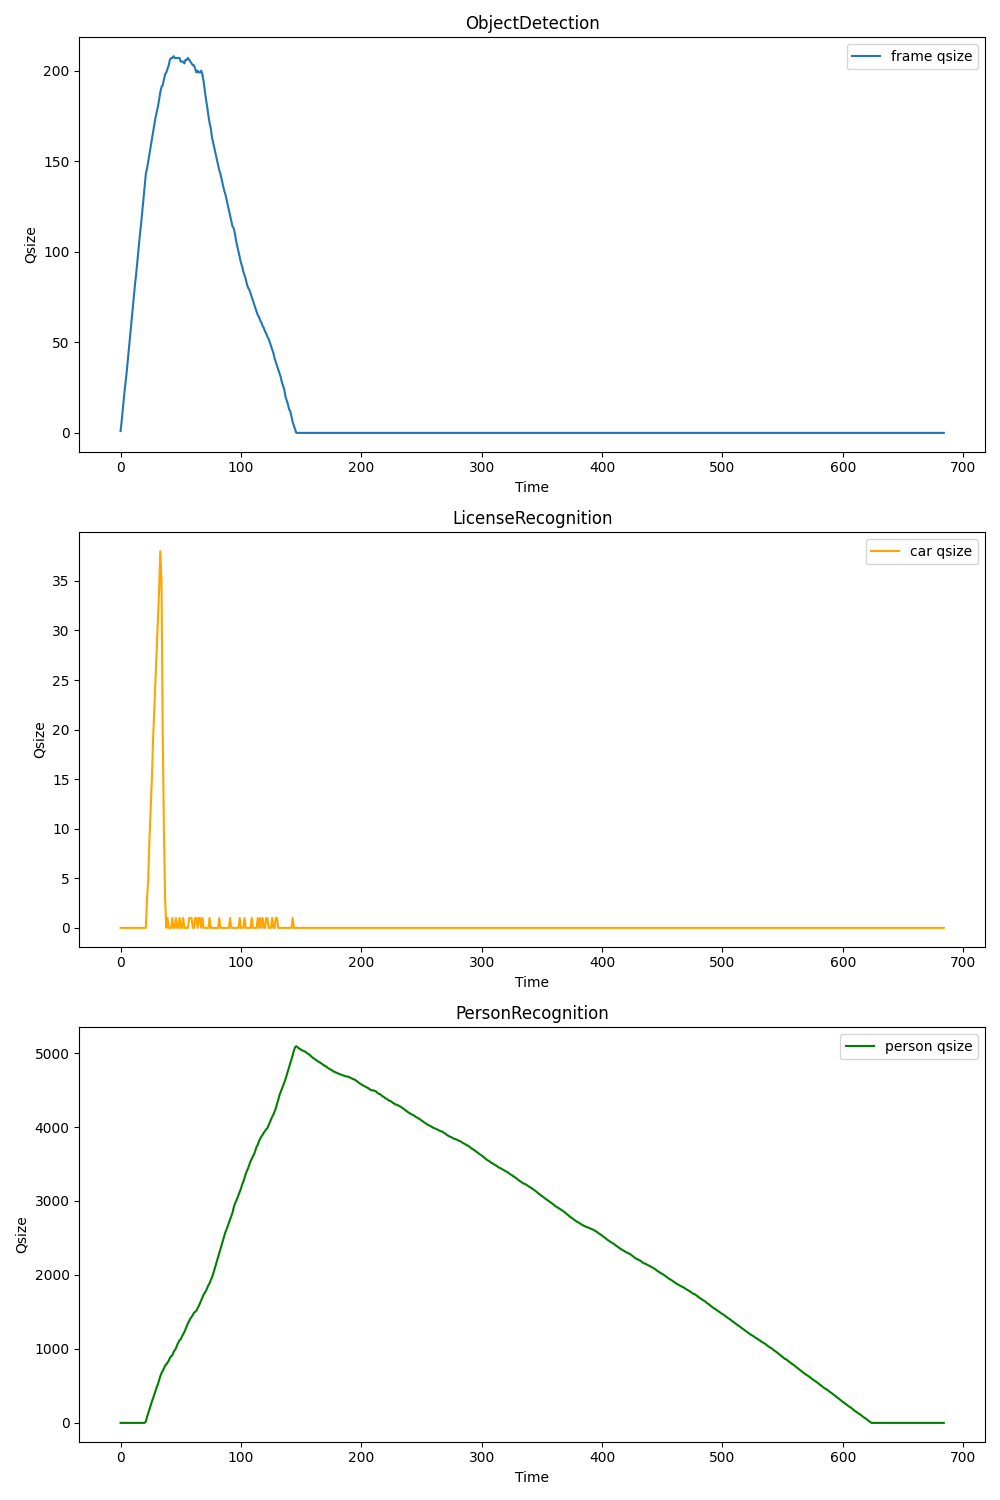 ObjectDetection
frame qsize
200
150
100
50
0
Qsize
0 100 200 300 400 500 600 700
Time
LicenseRecognition
car qsize
35
30
25
20
15
10
5
0
Qsize
0 100 200 300 400 500 600 700
Time
PersonRecognition
person qsize
5000
4000
3000
2000
1000
0
Qsize
0 100 200 300 400 500 600 700
Time